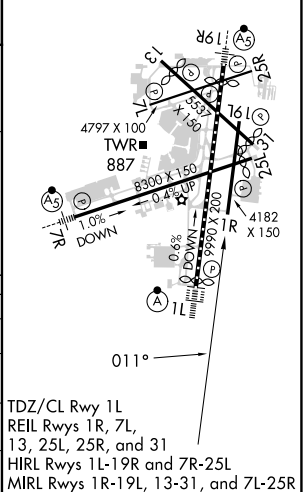 19R
A5
13
P
P
25R
7L
P
5537 X 150
19L
P
4797 X 100
TWR
887
25L
31
A5
P
8300 X 150
0.4% UP
P
7R
1.0%
DOWN
4182
X 150
0.6%
DOWN
9990 X 200
1R
P
A
1L
011°
TDZ/CL Rwy 1L
REIL Rwys 1R, 7L,
13, 25L, 25R, and 31
HIRL Rwys 1L-19R and 7R-25L
MIRL Rwys 1R-19L, 13-31, and 7L-25R